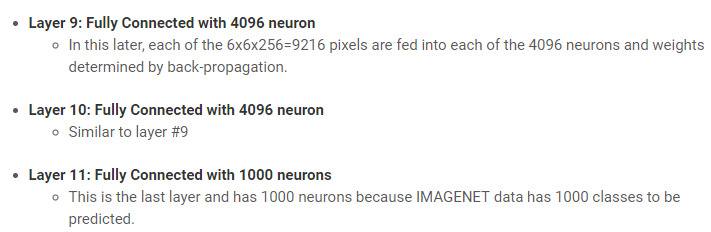 • Layer 9: Fully Connected with 4096 neuron
○ In this later, each of the 6x6x256=9216 pixels are fed into each of the 4096 neurons and weights
determined by back-propagation.
• Layer 10: Fully Connected with 4096 neuron
○ Similar to layer #9
• Layer 11: Fully Connected with 1000 neurons
○ This is the last layer and has 1000 neurons because IMAGENET data has 1000 classes to be
predicted.